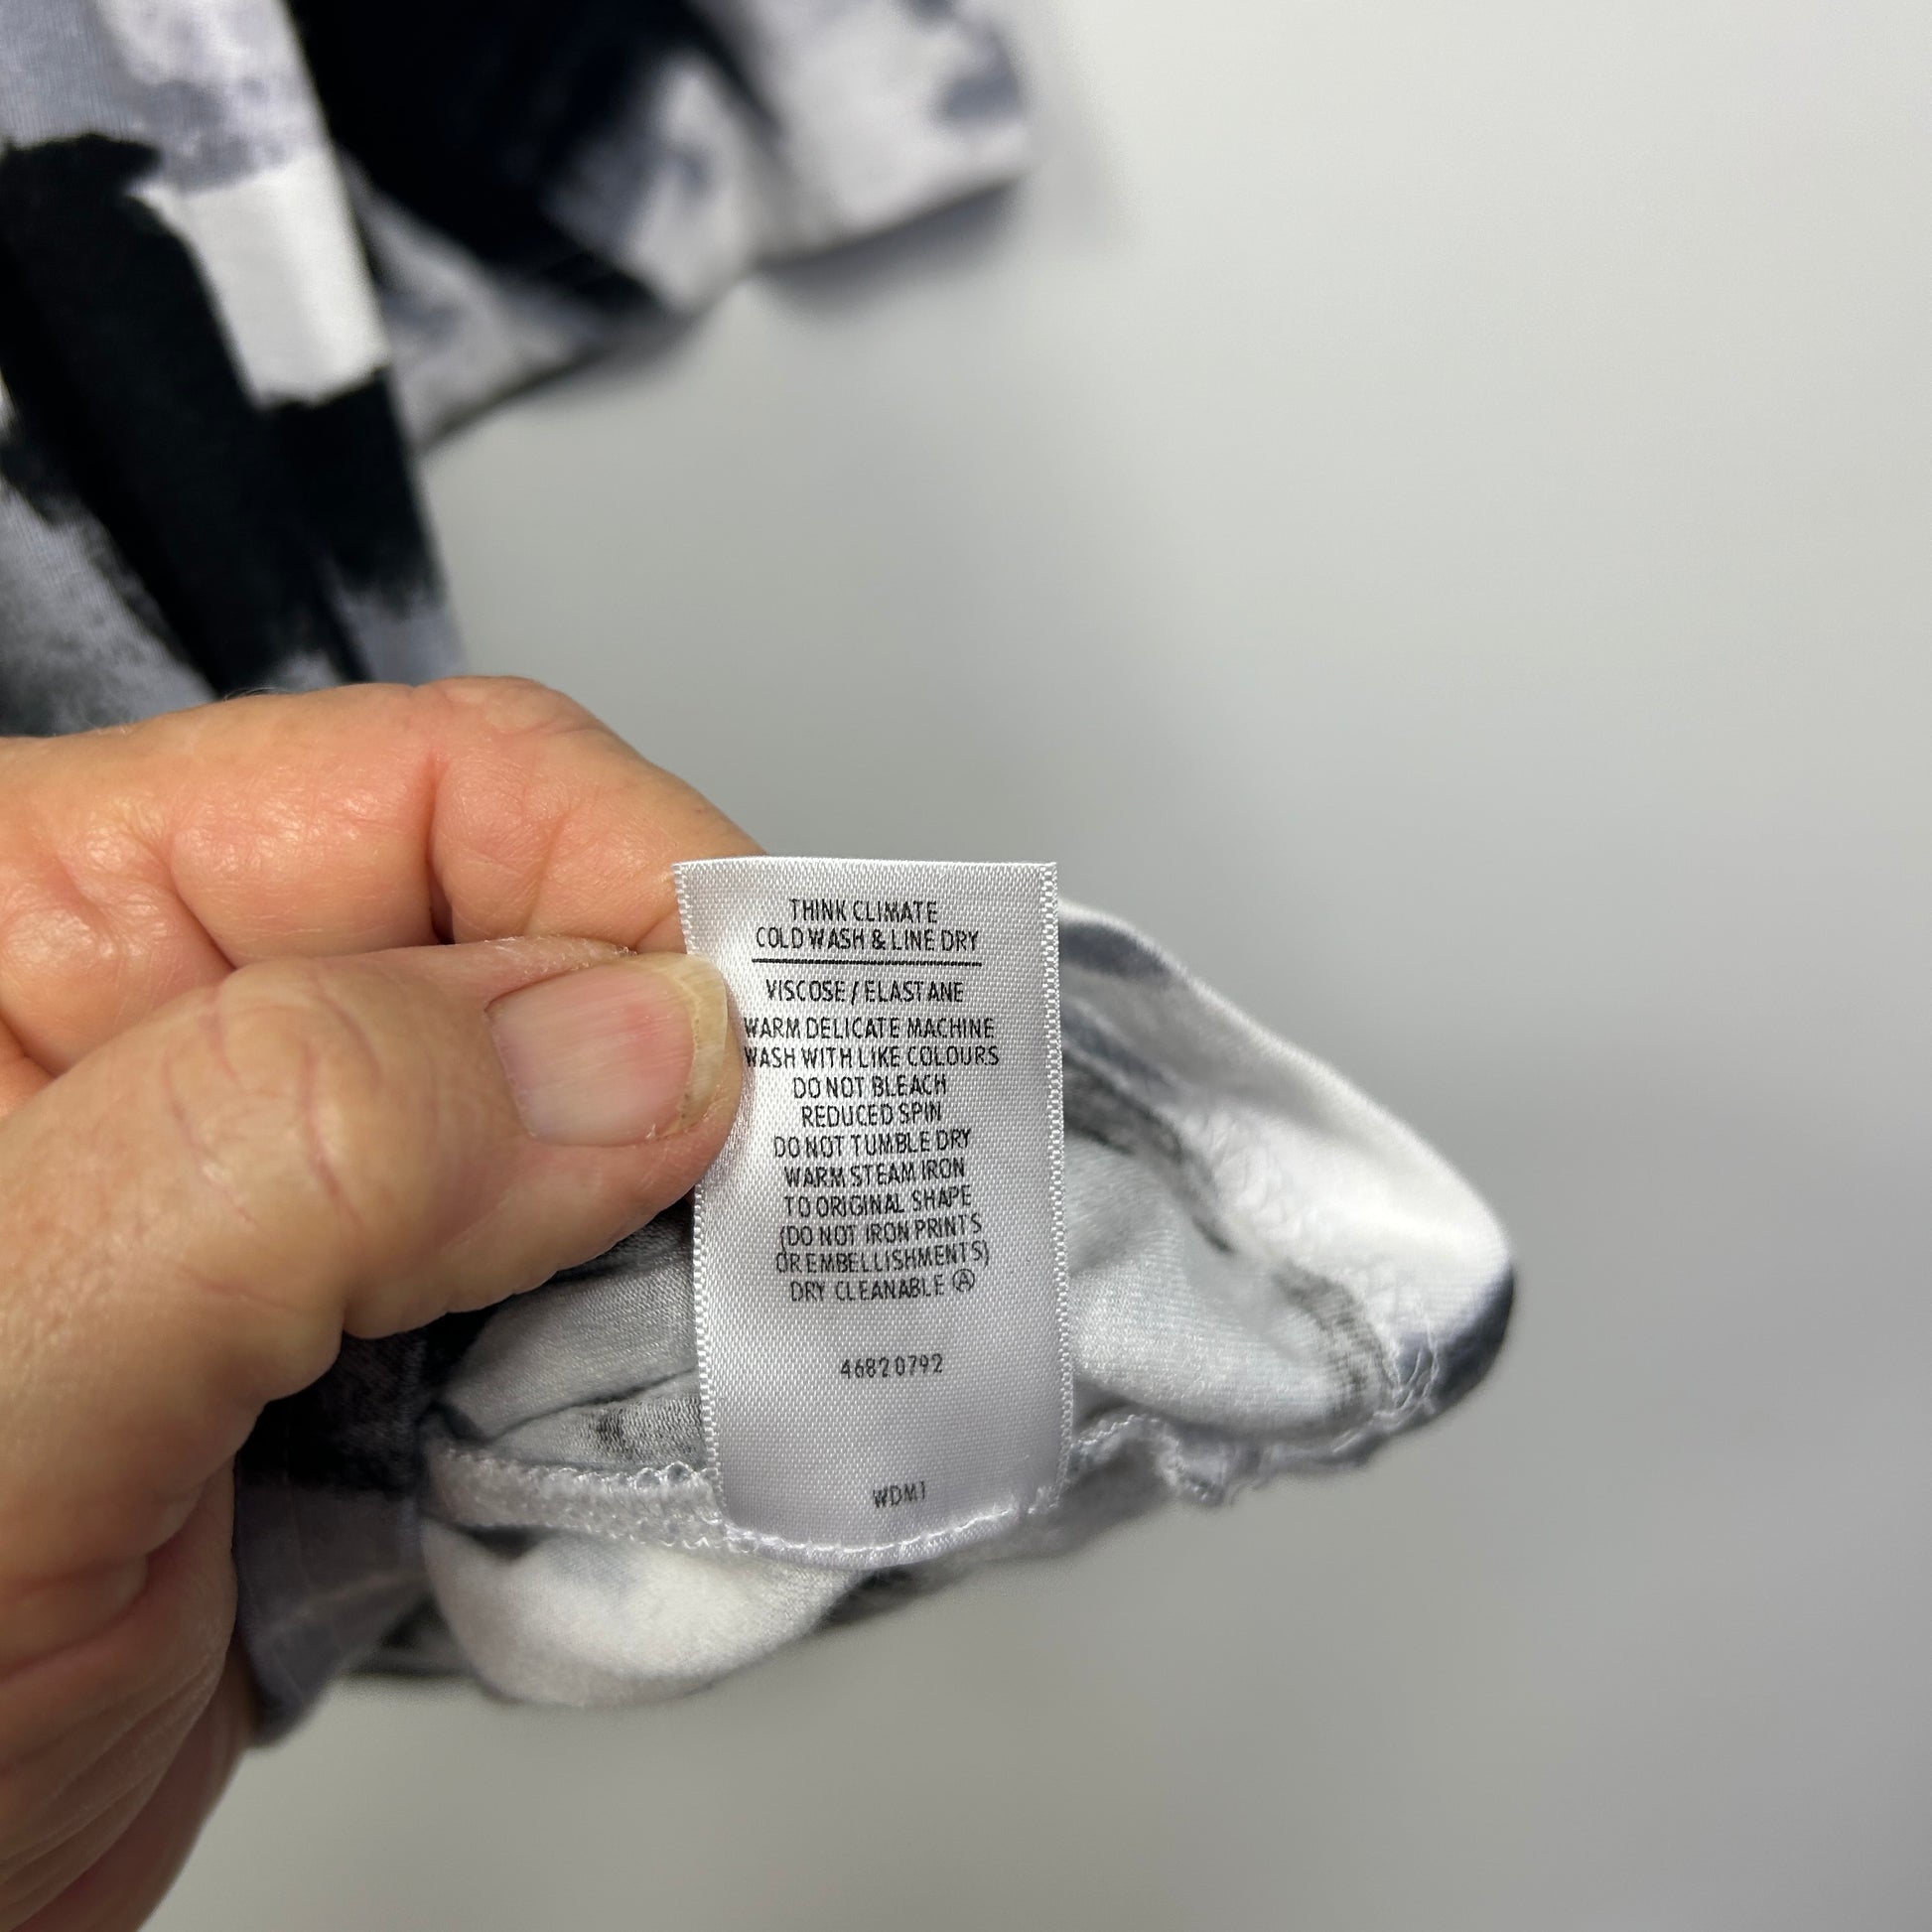 THINK CLIMATE
COLD WASH & LINE DRY
VISCOSE / ELASTANE
WARM DELICATE MACHINE
WASH WITH LIKE COLOURS
DO NOT BLEACH
REDUCED SPIN
DO NOT TUMBLE DRY
WARM STEAM IRON
TO ORIGINAL SHAPE
(DO NOT IRON PRINTS
OR EMBELLISHMENTS)
DRY CLEANABLE Ⓐ
46820792
WDM1